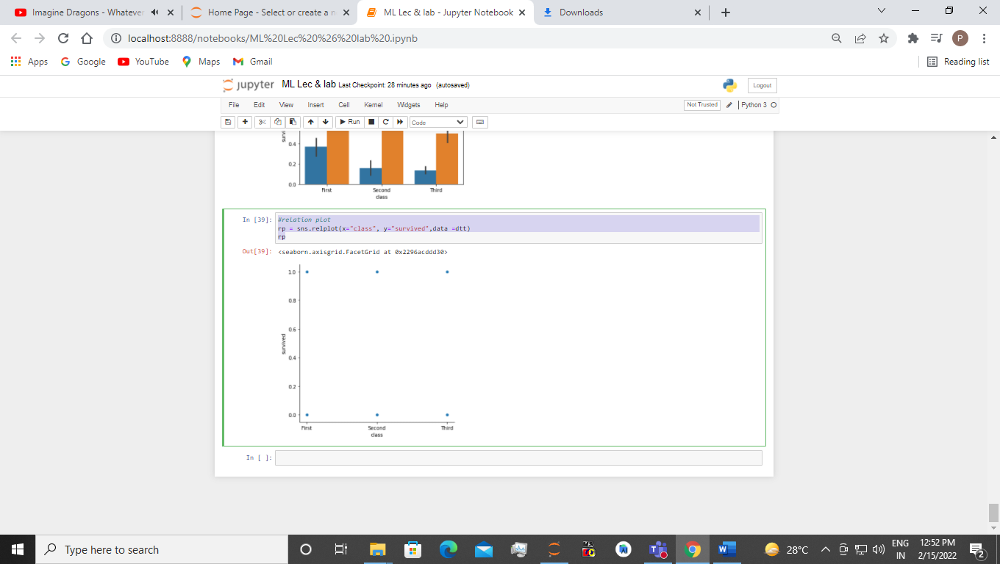 Imagine Dragons - Whatever
Home Page - Select or create a n
ML Lec & lab - Jupyter Notebook
Downloads
localhost:8888/notebooks/ML%20Lec%20%26%20lab%20.ipynb
P
Apps
Google
YouTube
Maps
Gmail
Reading list
jupyter ML Lec & lab Last Checkpoint: 28 minutes ago (autosaved)
Logout
File Edit View Insert Cell Kernel Widgets Help
Not Trusted
Python 3
Run
Code
survi
0.4
0.2
0.0
First Second Third
class
In [39]: #relation plot
rp = sns.relplot(x="class", y="survived",data =dtt)
rp
Out[39]: <seaborn.axisgrid.FacetGrid at 0x2296acddd30>
1.0
0.8
0.6
survived
0.4
0.2
0.0
First Second Third
class
In [ ]:
Type here to search
28°C
ENG
IN
12:52 PM
2/15/2022
2